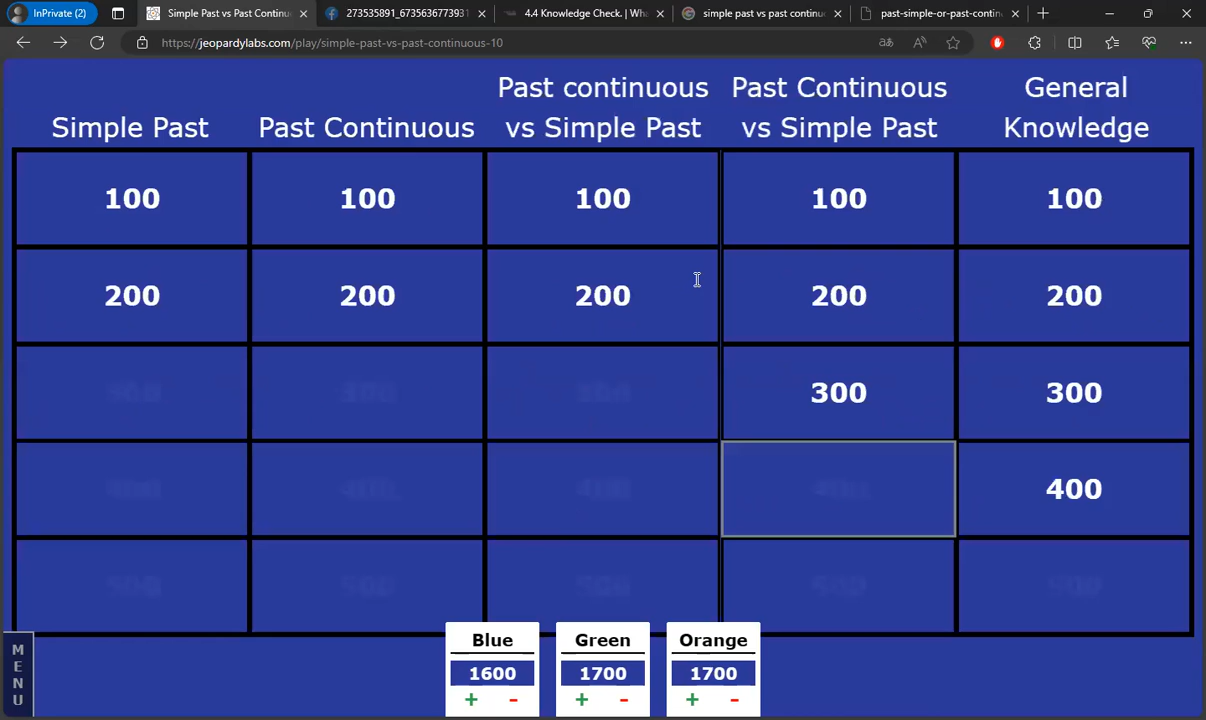 InPrivate (2)
Simple Past vs Past Continu
273535891_675636773931
4.4 Knowledge Check. | Wha
simple past vs past continu
past-simple-or-past-contin
https://jeopardylabs.com/play/simple-past-vs-past-continuous-10
Simple Past
Past Continuous
Past continuous
vs Simple Past
Past Continuous
vs Simple Past
General
Knowledge
100 100 100 100 100
200 200 200 200 200
300 300
400
MENU
Blue
1600
+ -
Green
1700
+ -
Orange
1700
+ -